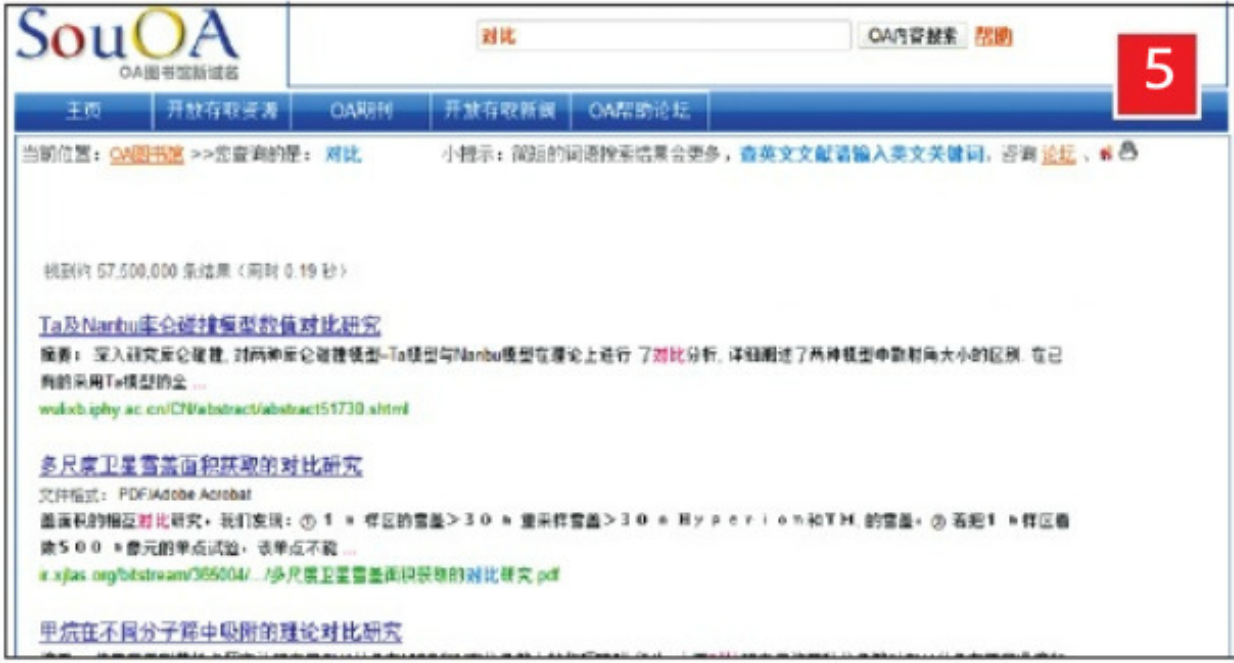 SouOA
OA图书馆新域名
对比 OA内容搜索 帮助
5
主页 开放存取资源 OA期刊 开放存取新闻 OA帮助论坛
当前位置：OA图书馆 >>您查询的是： 对比 小提示：简短的词语搜索结果会更多，查英文文献请输入英文关键词，咨询 论坛 、
找到约 57,500,000 条结果（用时 0.19 秒）
Ta及Nanbu库仑碰撞模型数值对比研究
摘要： 深入研究库仑碰撞, 对两种库仑碰撞模型-Ta模型与Nanbu模型在理论上进行 了对比分析, 详细阐述了两种模型中散射角大小的区别. 在已
有的采用Ta模型的全 ...
wulixb.iphy.ac.cn/CN/abstract/abstract51730.shtml
多尺度卫星雪盖面积获取的对比研究
文件格式： PDF/Adobe Acrobat
盖面积的相互对比研究，我们发现：① 1 m 样区的雪盖＞3 0 m 重采样雪盖＞3 0 m H y p e r i o n 和T M. 的雪盖。② 若把1 m 样区看
做5 0 0 m 像元的单点试验，该单点不能 ...
ir.xjlas.org/bitstream/365004/.../多尺度卫星雪盖面积获取的对比研究.pdf
甲烷在不同分子筛中吸附的理论对比研究